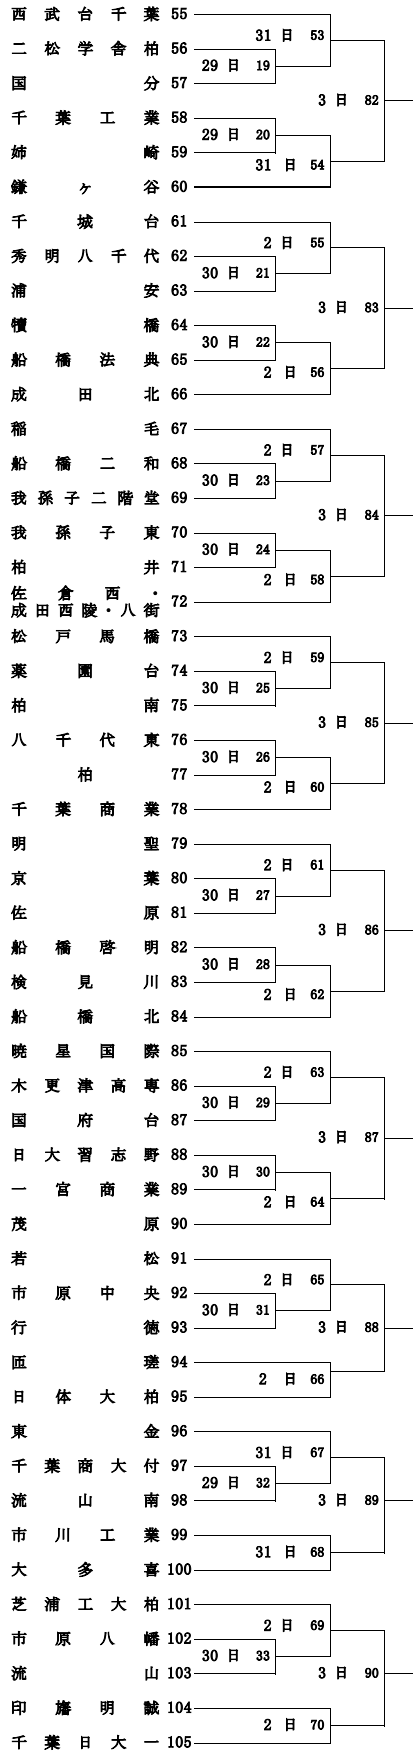 西武台千葉 55
31日 53
二松学舎柏 56
29日 19
国分 57
3日 82
千葉工業 58
29日 20
姉崎 59
31日 54
鎌ヶ谷 60
千城台 61
2日 55
秀明八千代 62
30日 21
浦安 63
3日 83
犢橋 64
30日 22
船橋法典 65
2日 56
成田北 66
稲毛 67
2日 57
船橋二和 68
30日 23
我孫子二階堂 69
3日 84
我孫子東 70
30日 24
柏井 71
2日 58
佐倉西・
成田西陵・八街 72
松戸馬橋 73
2日 59
薬園台 74
30日 25
柏南 75
3日 85
八千代東 76
30日 26
柏 77
2日 60
千葉商業 78
明聖 79
2日 61
京葉 80
30日 27
佐原 81
3日 86
船橋啓明 82
30日 28
検見川 83
2日 62
船橋北 84
暁星国際 85
2日 63
木更津高専 86
30日 29
国府台 87
3日 87
日大習志野 88
30日 30
一宮商業 89
2日 64
茂原 90
若松 91
2日 65
市原中央 92
30日 31
行徳 93
3日 88
匝瑳 94
2日 66
日体大柏 95
東金 96
31日 67
千葉商大付 97
29日 32
流山南 98
3日 89
市川工業 99
31日 68
大多喜 100
芝浦工大柏 101
2日 69
市原八幡 102
30日 33
流山 103
3日 90
印旛明誠 104
2日 70
千葉日大一 105